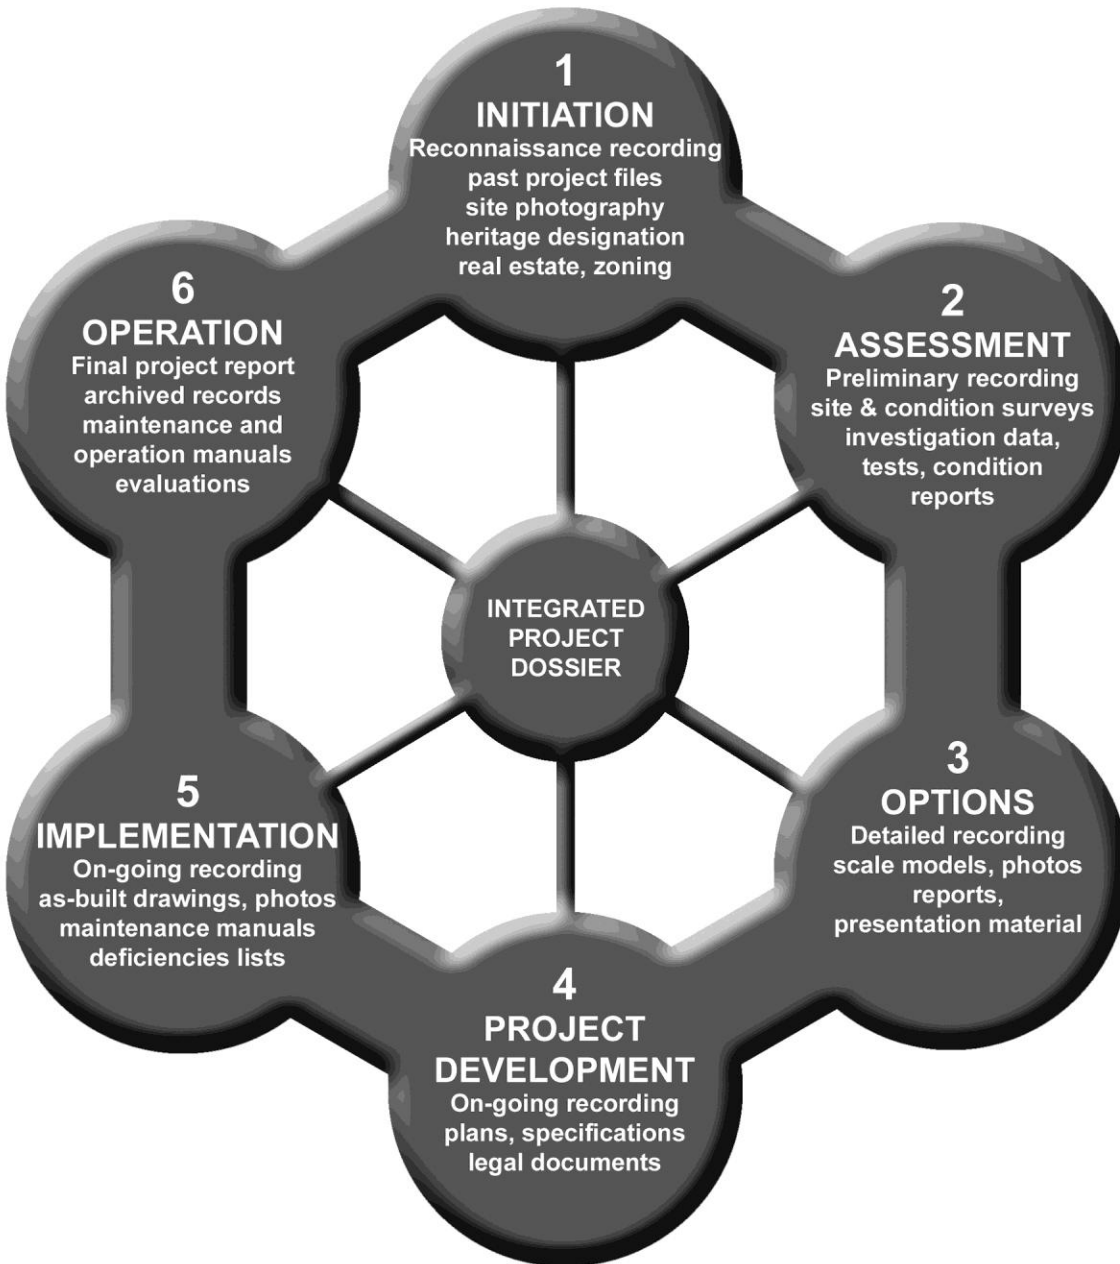 1
INITIATION
Reconnaissance recording
past project files
site photography
heritage designation
real estate, zoning
2
ASSESSMENT
Preliminary recording
site & condition surveys
investigation data,
tests, condition
reports
3
OPTIONS
Detailed recording
scale models, photos
reports,
presentation material
4
PROJECT
DEVELOPMENT
On-going recording
plans, specifications
legal documents
5
IMPLEMENTATION
On-going recording
as-built drawings, photos
maintenance manuals
deficiencies lists
6
OPERATION
Final project report
archived records
maintenance and
operation manuals
evaluations
INTEGRATED
PROJECT
DOSSIER